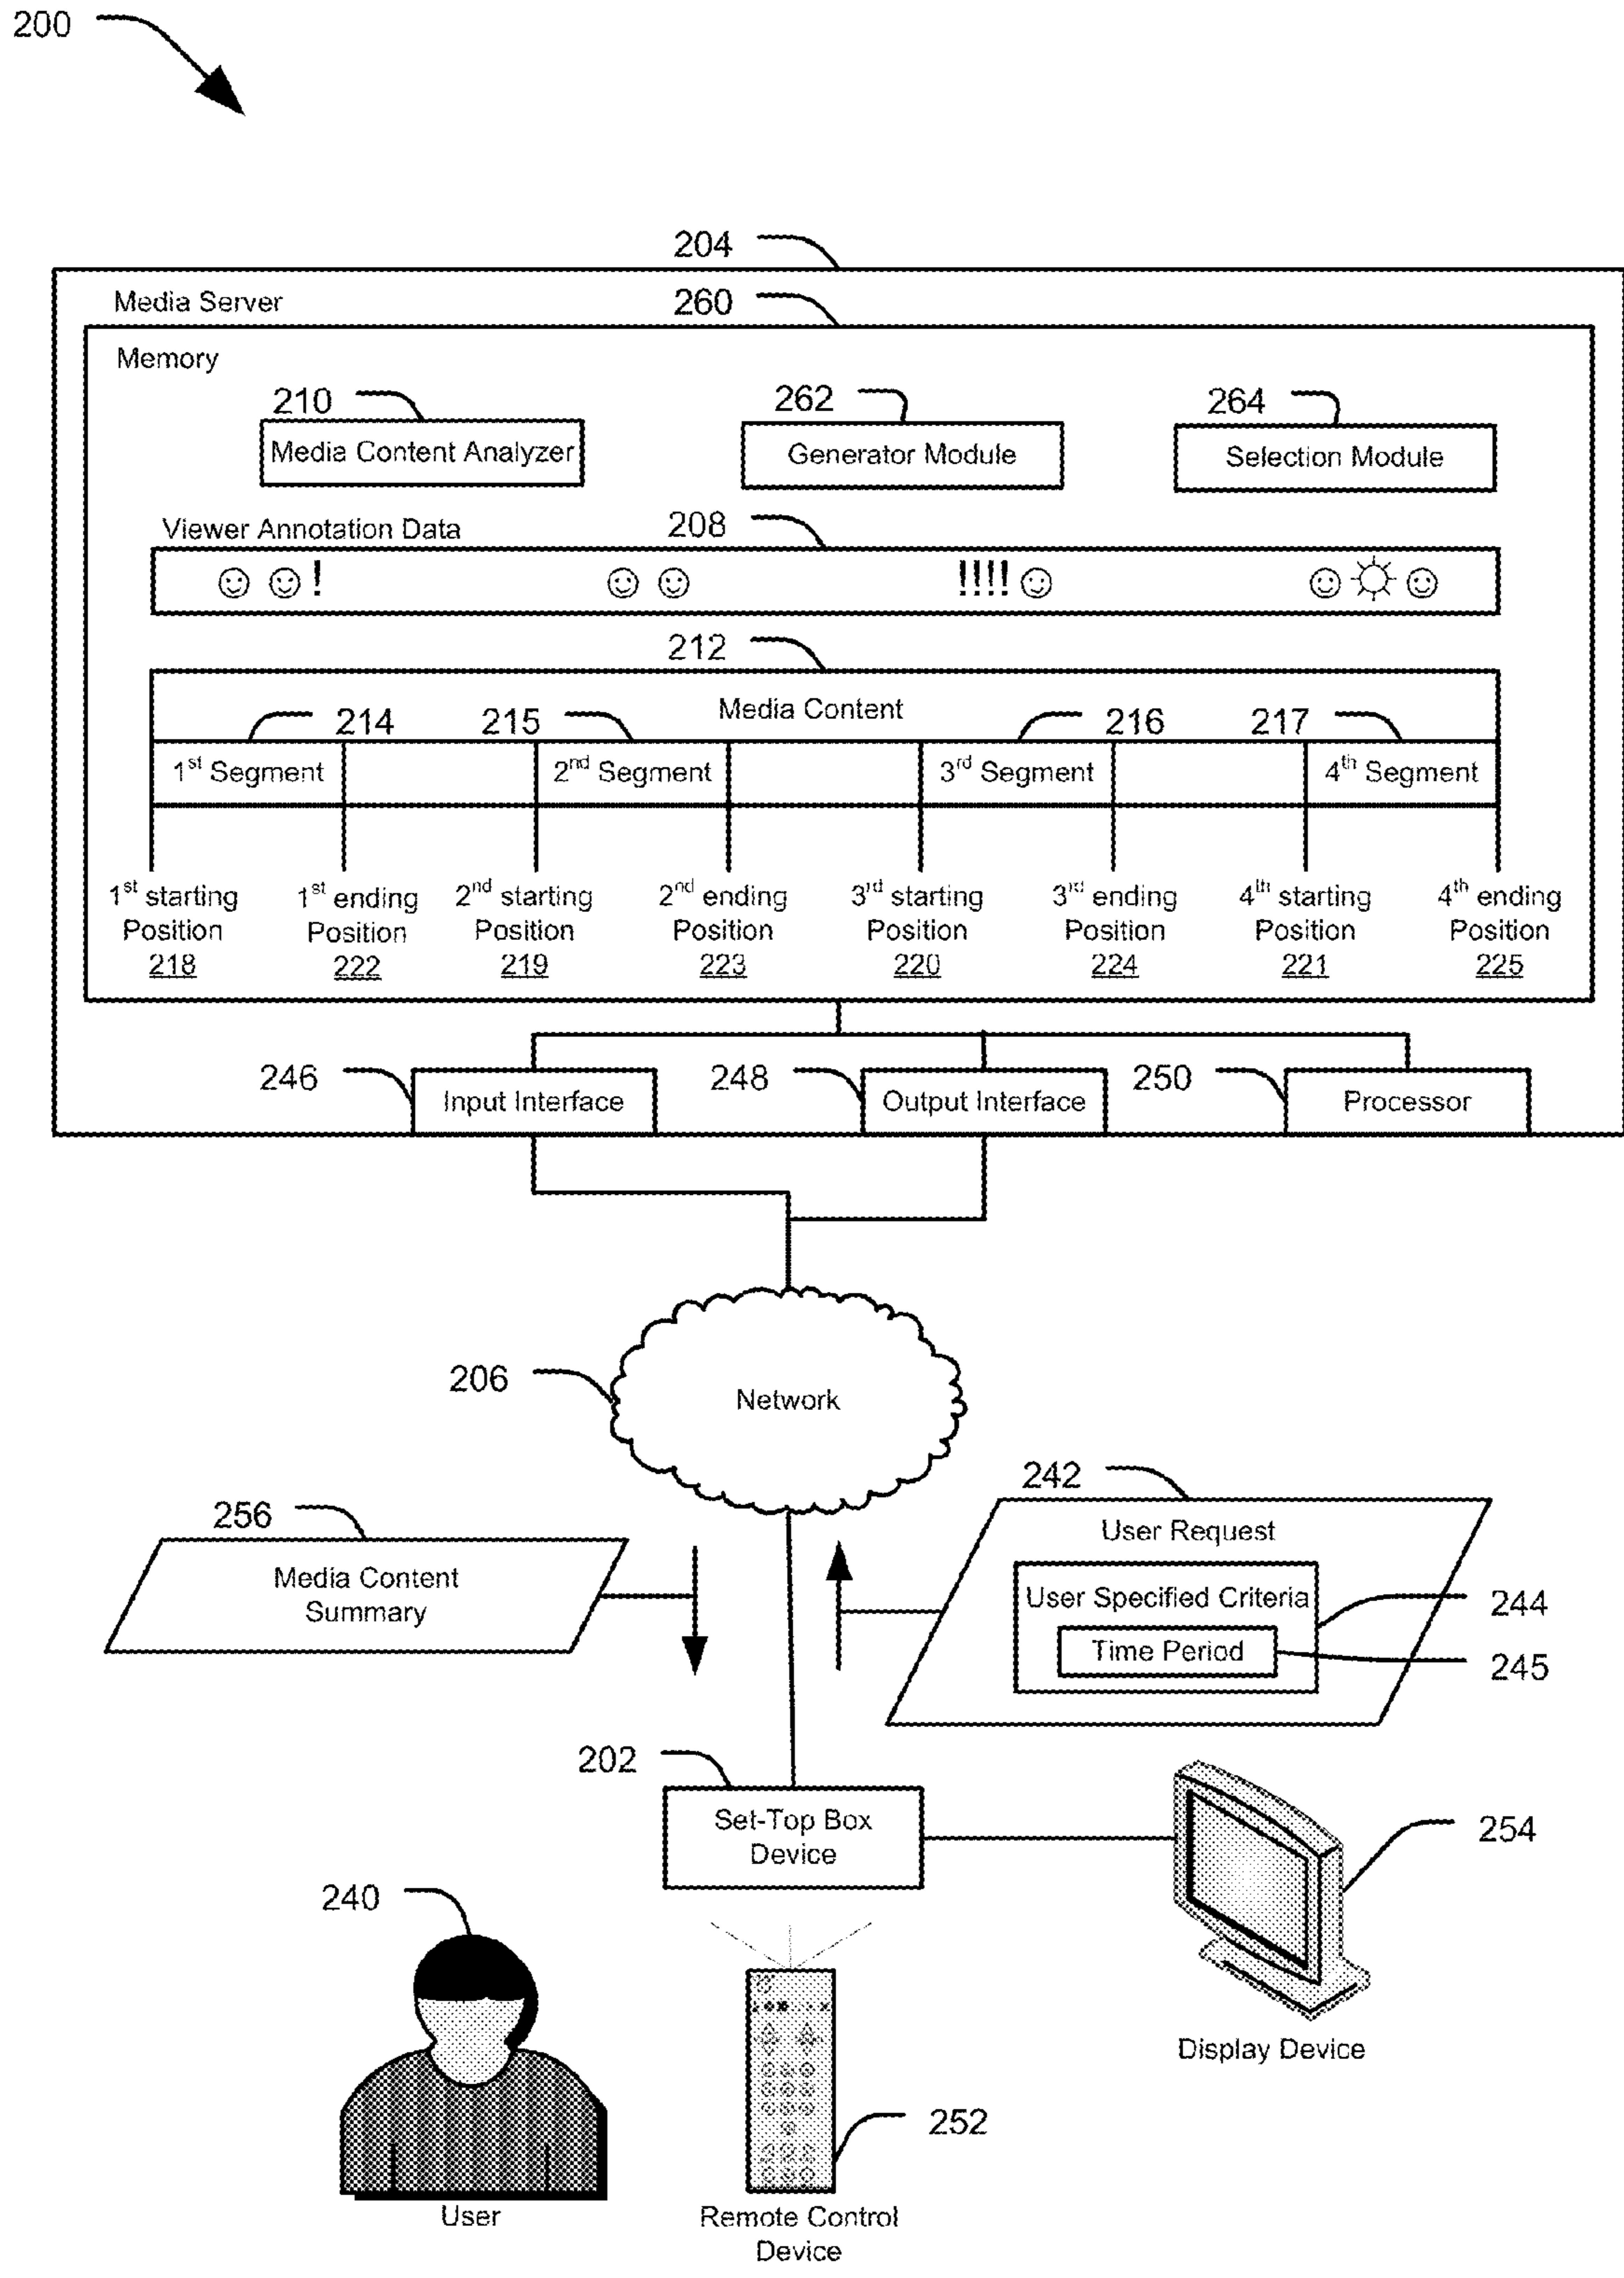 200
204
Media Server
260
Memory
210
262
264
Media Content Analyzer
Generator Module
Selection Module
Viewer Annotation Data
208
! !!!!
212
Media Content
214 215 216 217
1st Segment 2nd Segment 3rd Segment 4th Segment
1st starting Position 218
1st ending Position 222
2nd starting Position 219
2nd ending Position 223
3rd starting Position 220
3rd ending Position 224
4th starting Position 221
4th ending Position 225
246
Input Interface
248
Output Interface
250
Processor
206
Network
256
Media Content
Summary
242
User Request
User Specified Criteria
244
Time Period
245
202
Set-Top Box
Device
254
Display Device
240
User
252
Remote Control
Device